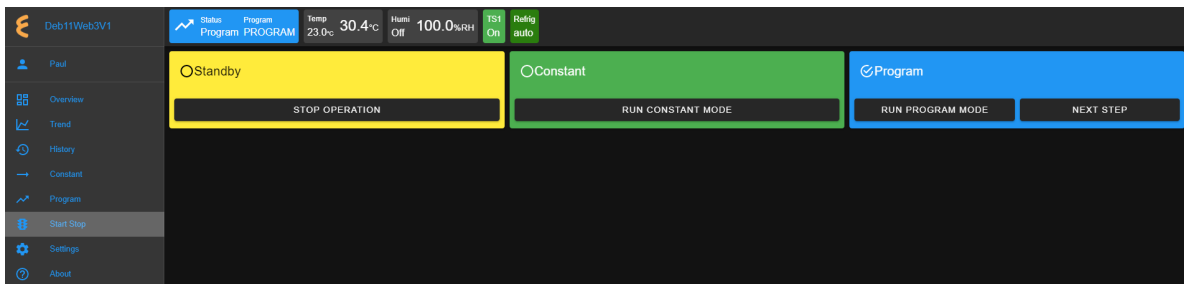 Deb11Web3V1
Status Program
Program PROGRAM
Temp
23.0℃ 30.4℃
Humi
Off 100.0%RH
TS1
On
Refrig
auto
Paul
Overview
Trend
History
Constant
Program
Start Stop
Settings
About
Standby
STOP OPERATION
Constant
RUN CONSTANT MODE
Program
RUN PROGRAM MODE NEXT STEP